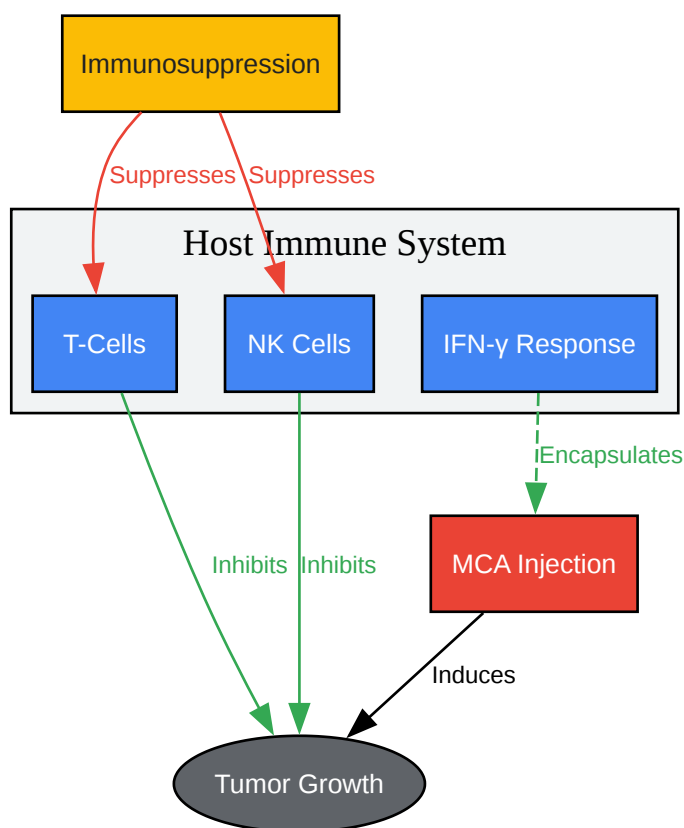 Immunosuppression
Suppresses
Suppresses
Host Immune System
T-Cells
NK Cells
IFN-γ Response
Encapsulates
MCA Injection
Inhibits
Inhibits
Induces
Tumor Growth